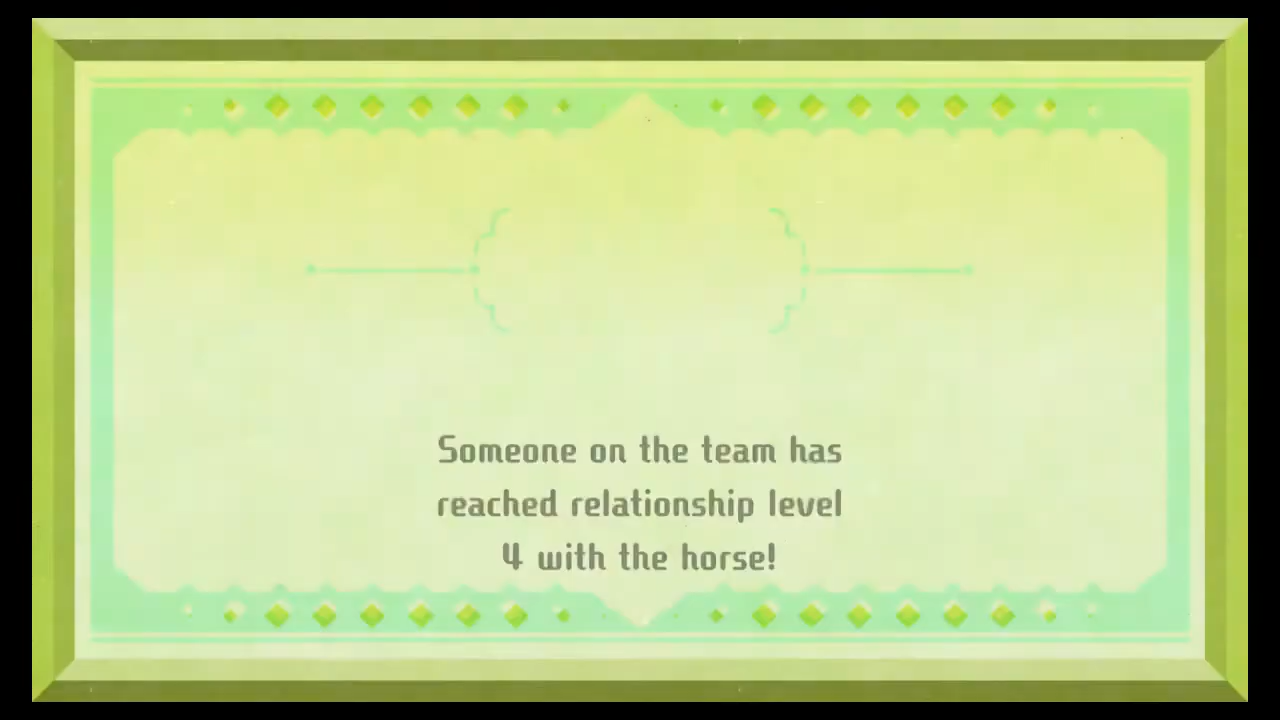 Someone on the team has
reached relationship level
4 with the horse!